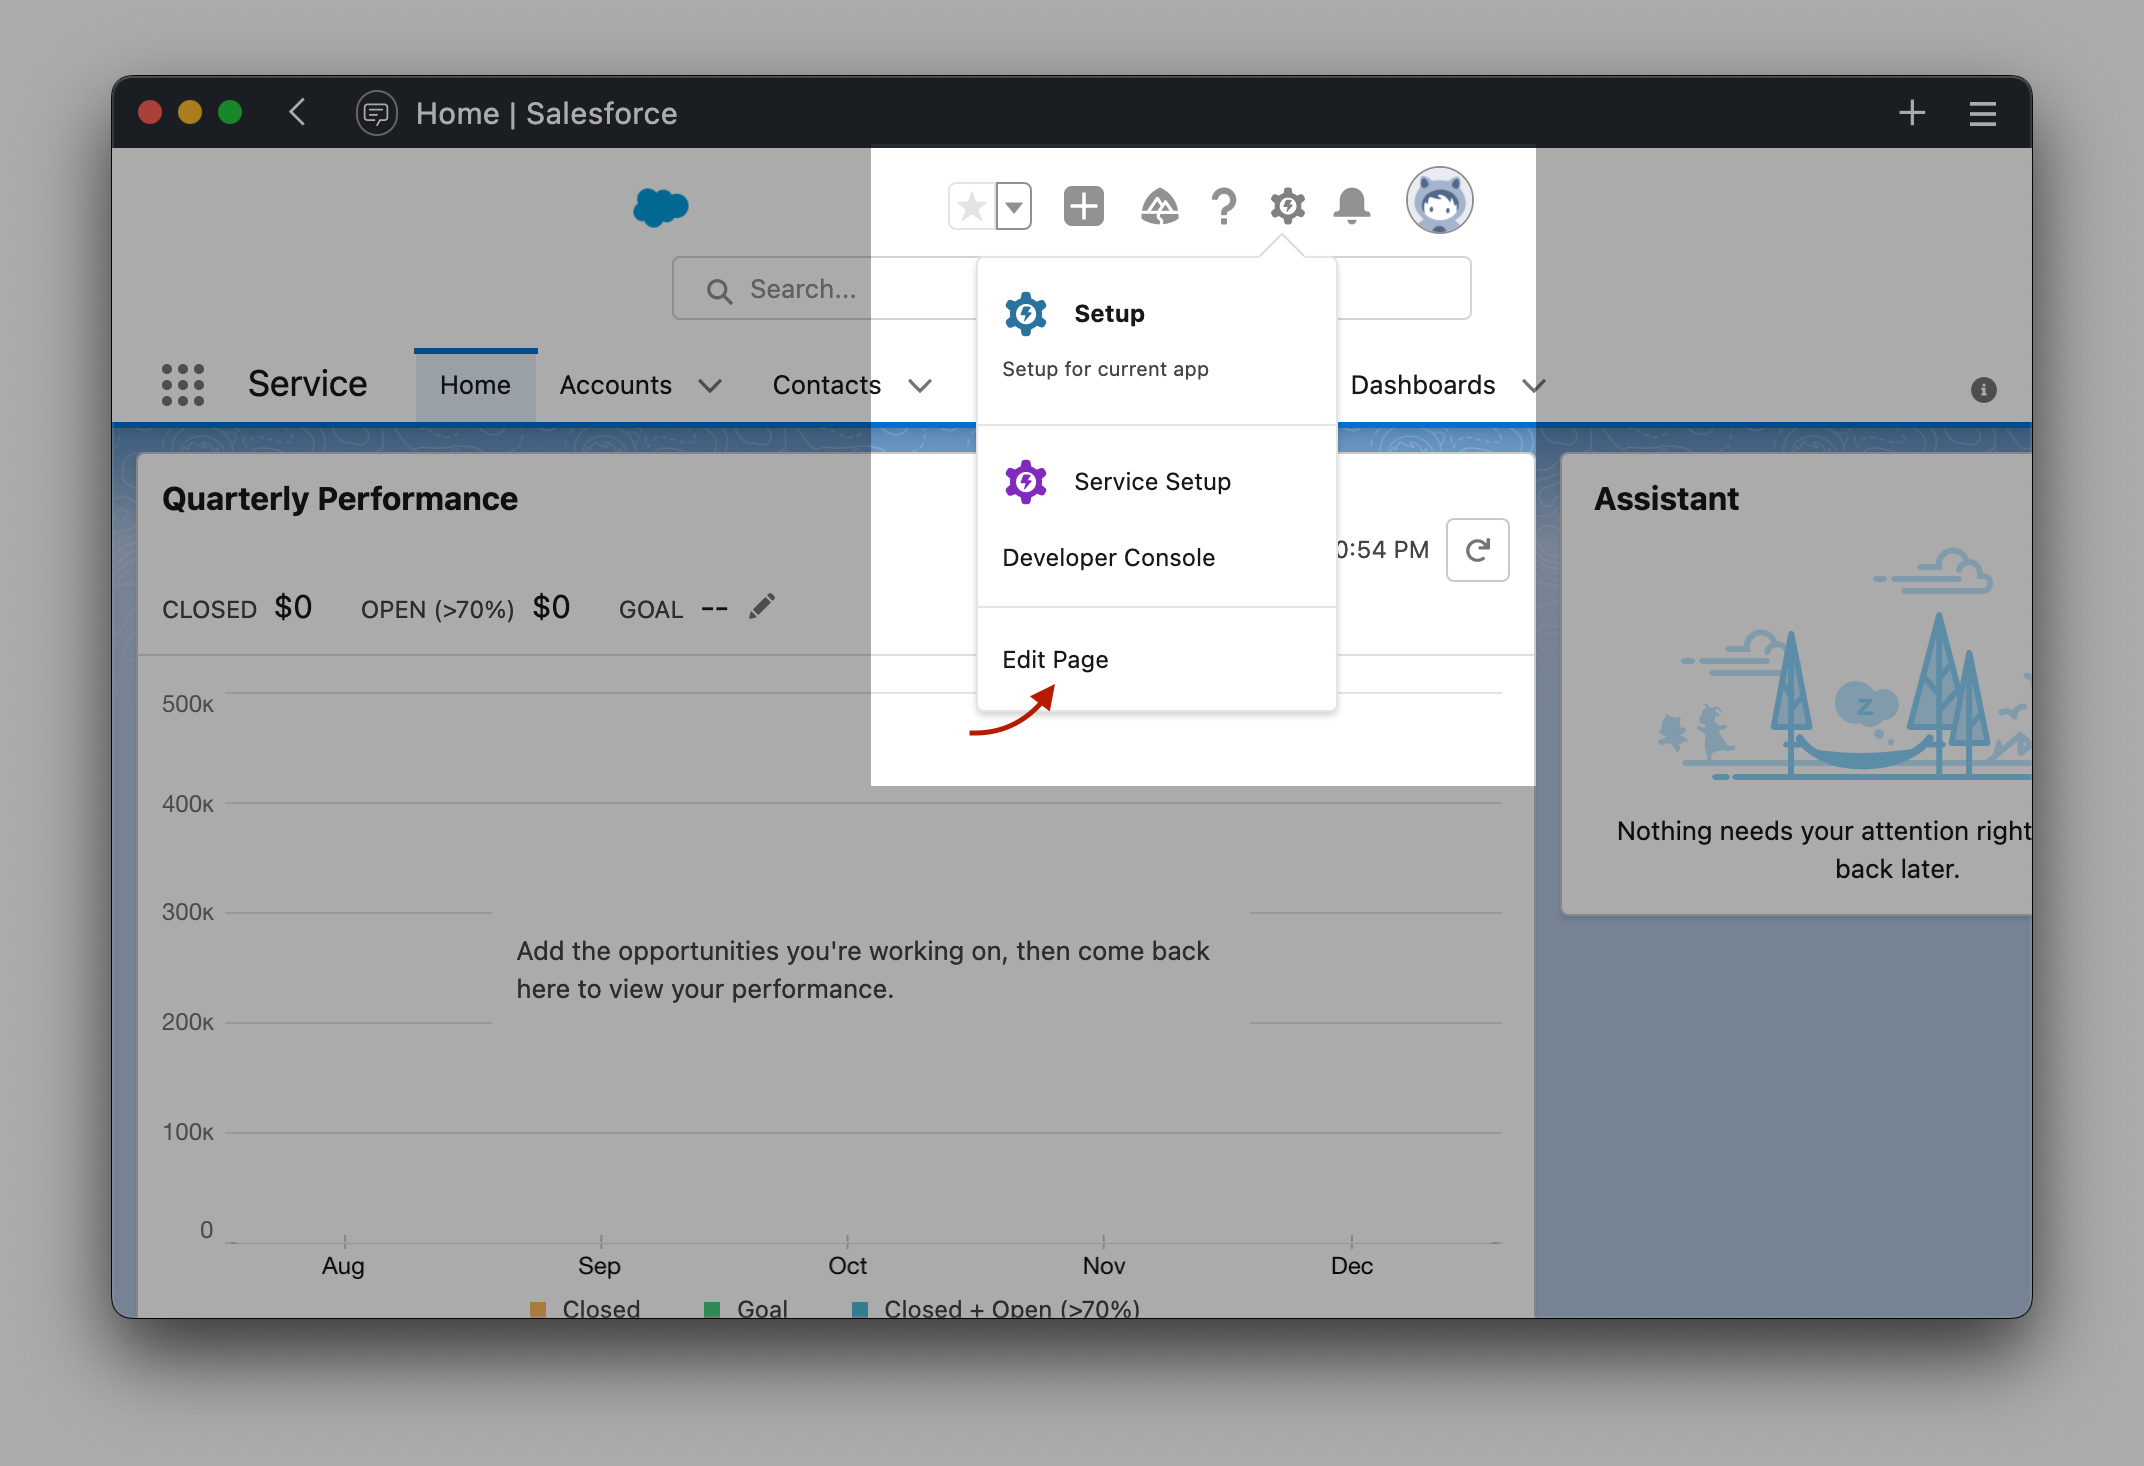 Home | Salesforce
Search...
Setup
Setup for current app
Service
Home
Accounts
Contacts
Dashboards
Service Setup
Developer Console
Edit Page
Quarterly Performance
0:54 PM
CLOSED $0 OPEN (>70%) $0 GOAL --
500K
400K
300K
200K
100K
0
Add the opportunities you're working on, then come back
here to view your performance.
Aug Sep Oct Nov Dec
Closed Goal Closed + Open (>70%)
Assistant
z
Nothing needs your attention right
back later.